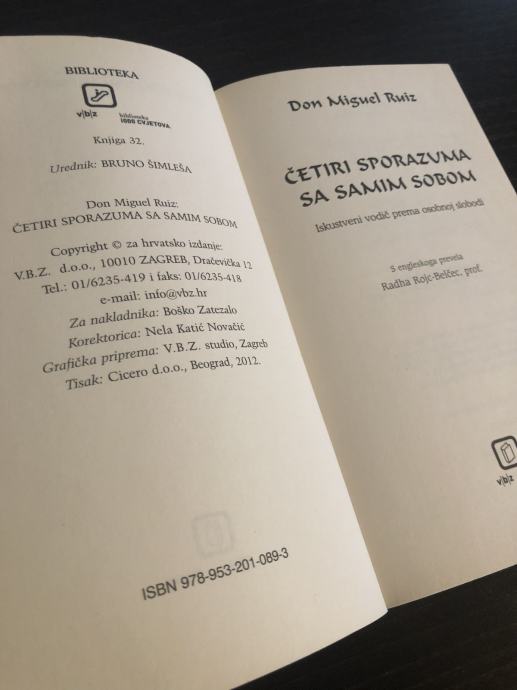 BIBLIOTEKA
v|b|z
biblioteka
1000 CVJETOVA
Knjiga 32.
Urednik: BRUNO ŠIMLEŠA
Don Miguel Ruiz:
ČETIRI SPORAZUMA SA SAMIM SOBOM
Copyright © za hrvatsko izdanje:
V.B.Z. d.o.o., 10010 ZAGREB, Dračevička 12
Tel.: 01/6235-419 i faks: 01/6235-418
e-mail: info@vbz.hr
Za nakladnika: Boško Zatezalo
Korektorica: Nela Katić Novačić
Grafička priprema: V.B.Z. studio, Zagreb
Tisak: Cicero d.o.o., Beograd, 2012.
ISBN 978-953-201-089-3
Don Miguel Ruiz
ČETIRI SPORAZUMA
SA SAMIM SOBOM
Iskustveni vodič prema osobnoj slobodi
S engleskoga prevela
Radha Rojc-Belčec, prof.
v|b|z